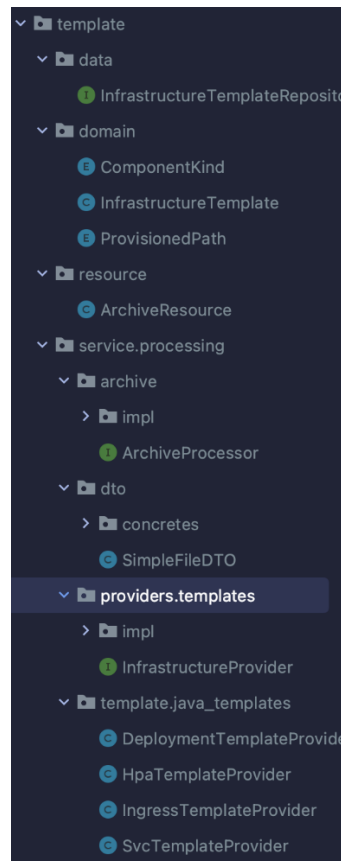 template
data
I InfrastructureTemplateReposito
domain
E ComponentKind
C InfrastructureTemplate
E ProvisionedPath
resource
C ArchiveResource
service.processing
archive
impl
I ArchiveProcessor
dto
concretes
C SimpleFileDTO
providers.templates
impl
I InfrastructureProvider
template.java_templates
C DeploymentTemplateProvide
C HpaTemplateProvider
C IngressTemplateProvider
C SvcTemplateProvider